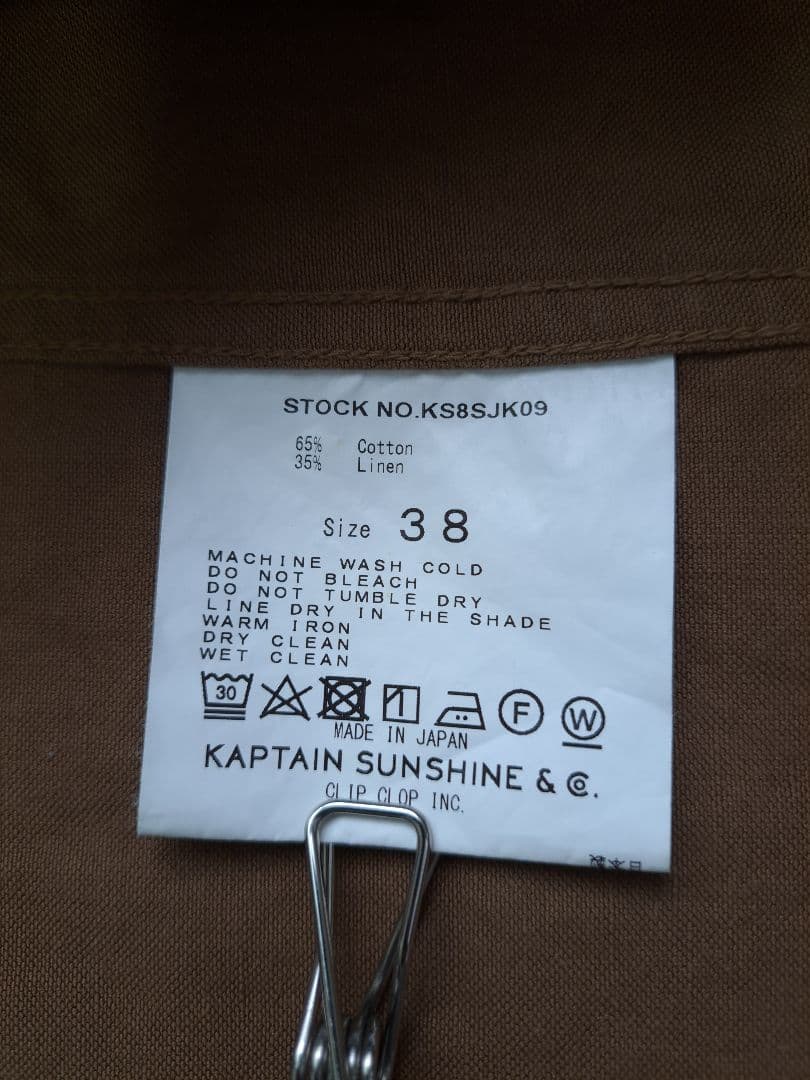 STOCK NO.KS8SJK09
65% Cotton
35% Linen
Size 38
MACHINE WASH COLD
DO NOT BLEACH
DO NOT TUMBLE DRY
LINE DRY IN THE SHADE
WARM IRON
DRY CLEAN
WET CLEAN
30 F W
MADE IN JAPAN
KAPTAIN SUNSHINE & Co.
CLIP CLOP INC.